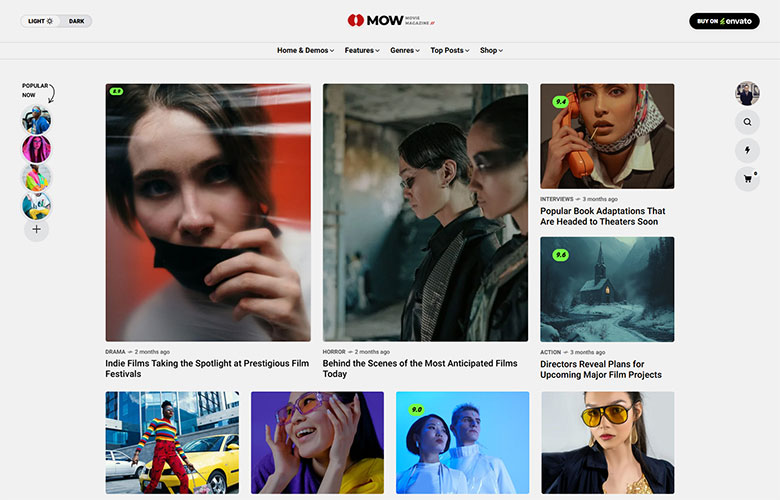 LIGHT DARK
MOW MOVIE
MAGAZINE //
BUY ON envato
Home & Demos Features Genres Top Posts Shop
POPULAR
NOW
8.9
9.4
0
INTERVIEWS 3 months ago
Popular Book Adaptations That
Are Headed to Theaters Soon
9.6
DRAMA 2 months ago
Indie Films Taking the Spotlight at Prestigious Film
Festivals
HORROR 2 months ago
Behind the Scenes of the Most Anticipated Films
Today
ACTION 3 months ago
Directors Reveal Plans for
Upcoming Major Film Projects
9.0